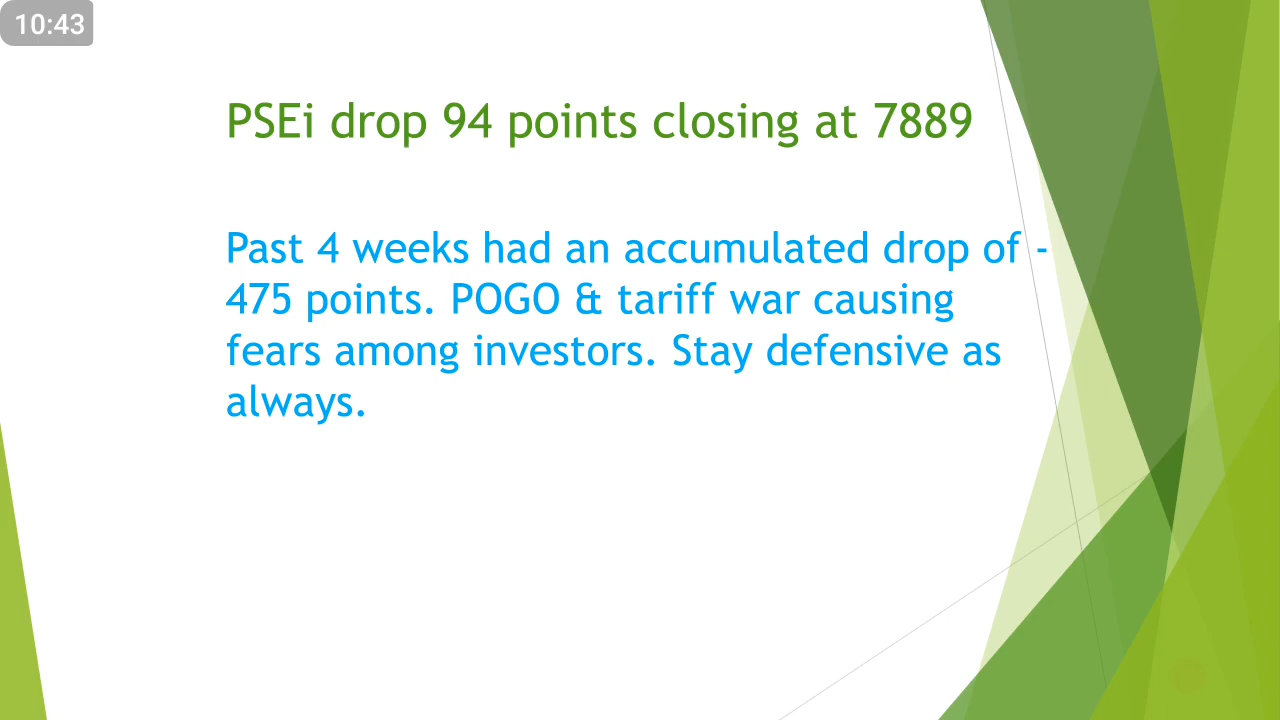 10:43
PSEi drop 94 points closing at 7889
Past 4 weeks had an accumulated drop of -
475 points. POGO & tariff war causing
fears among investors. Stay defensive as
always.